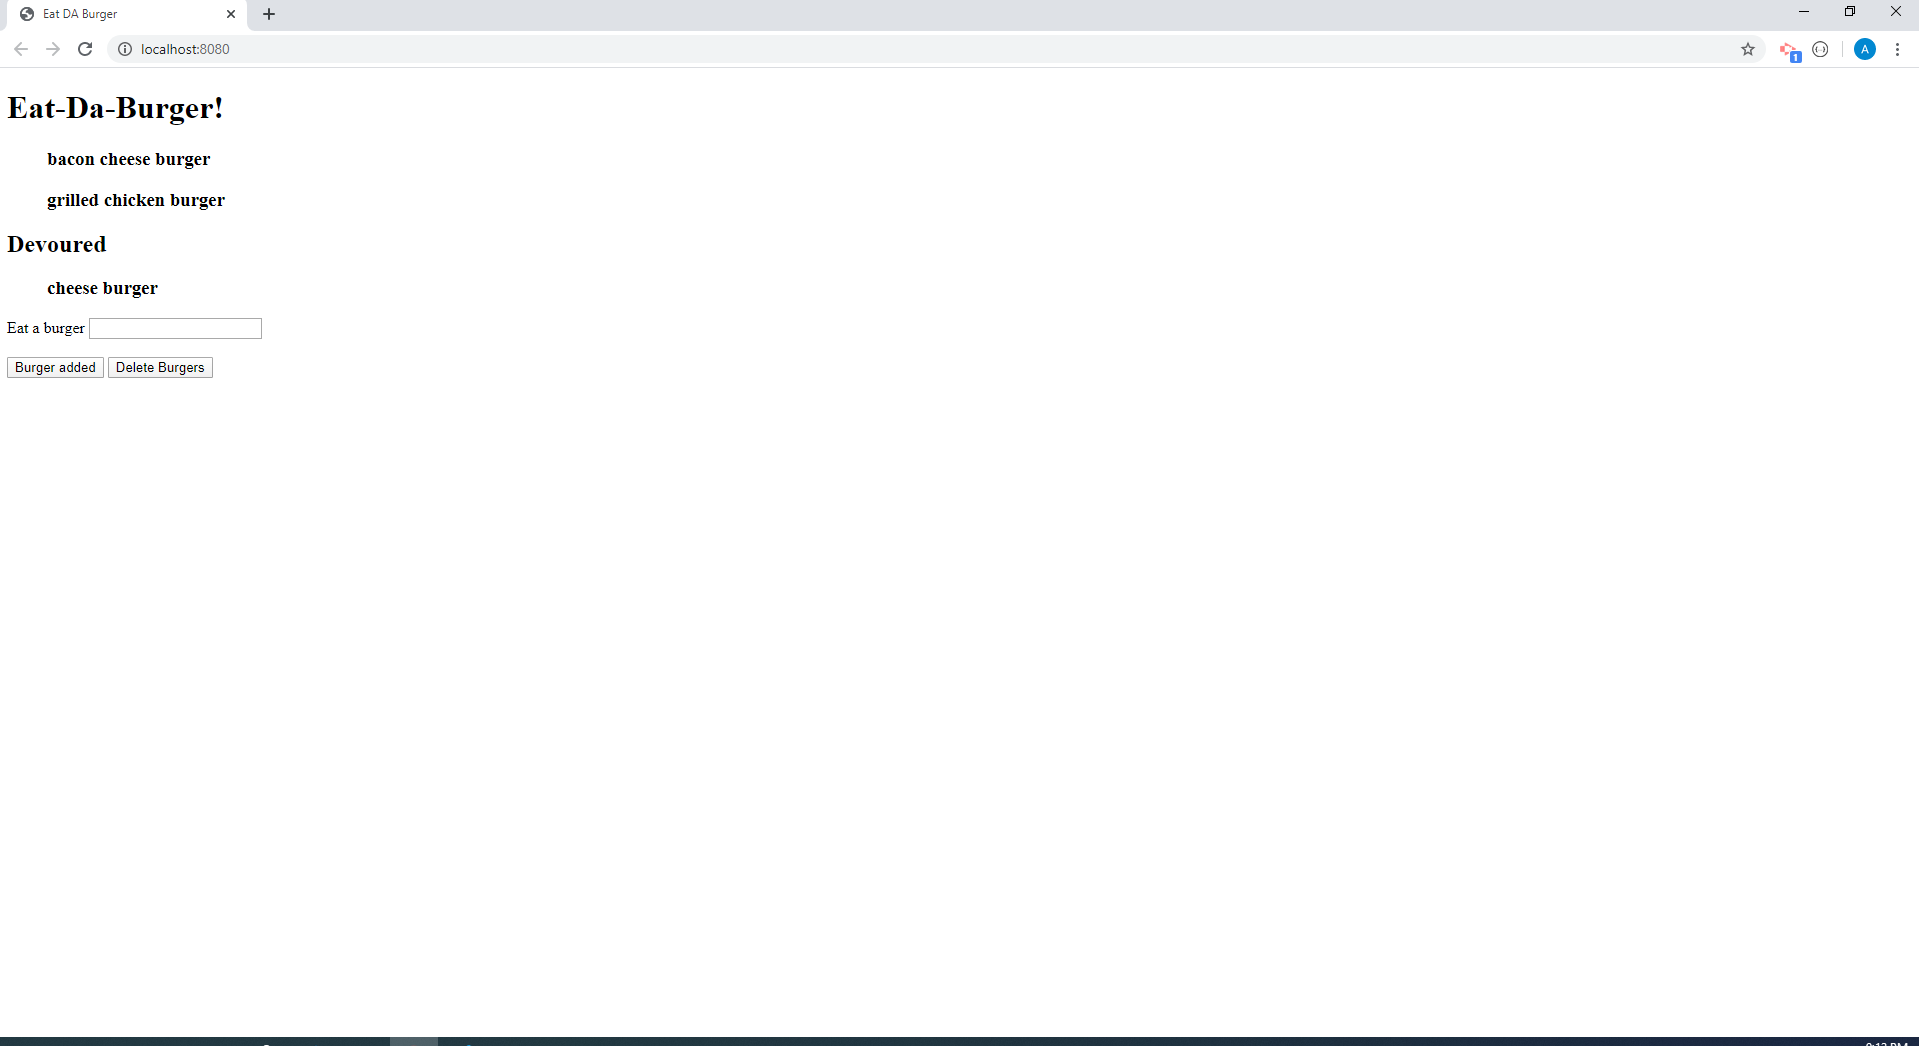 Eat DA Burger
localhost:8080
A
1
Eat-Da-Burger!
bacon cheese burger
grilled chicken burger
Devoured
cheese burger
Eat a burger
Burger added Delete Burgers